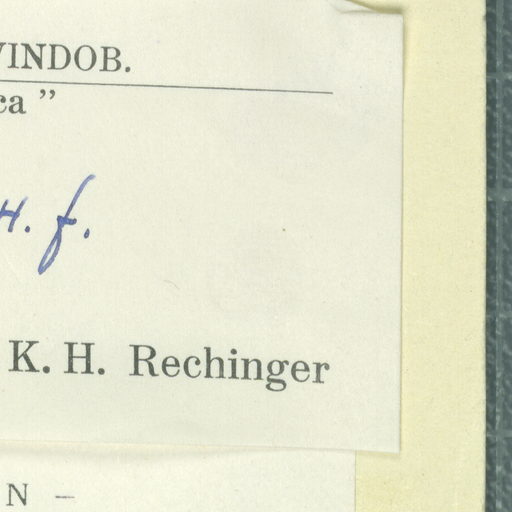 VINDOB.
ca ”
H. f.
K. H. Rechinger
N –